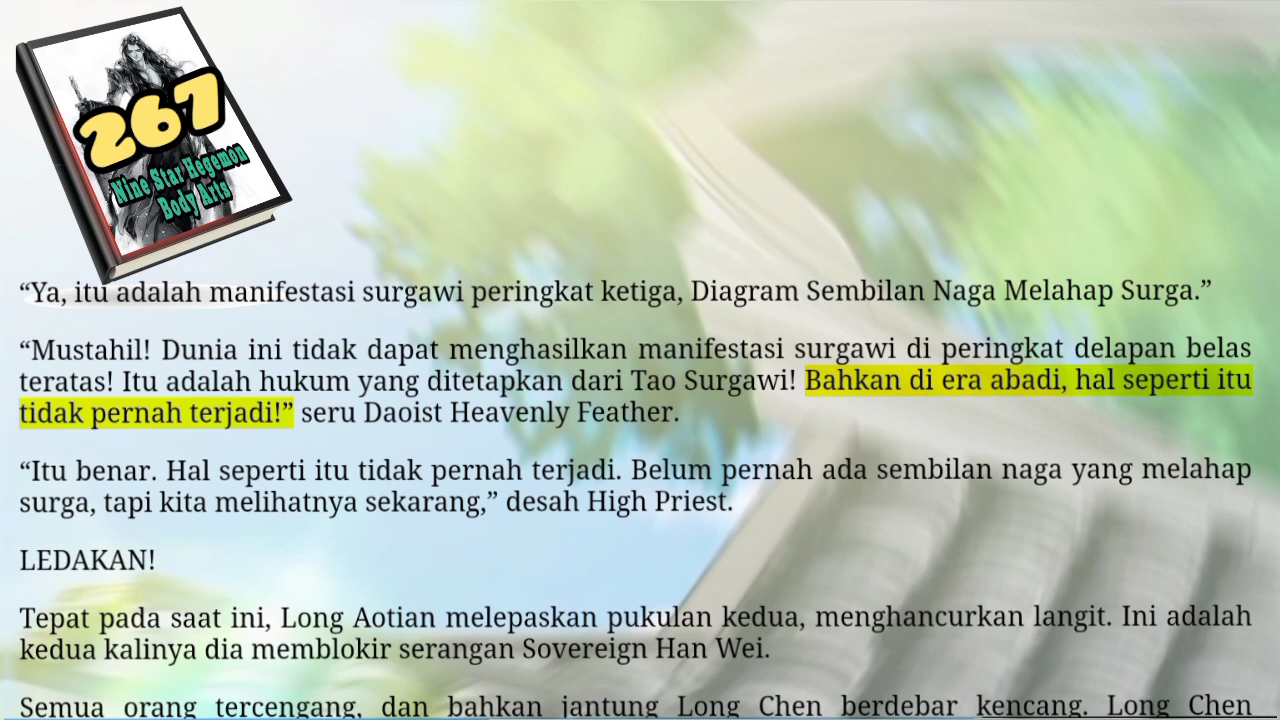 267
Nine Star Hegemon
Body Arts
“Ya, itu adalah manifestasi surgawi peringkat ketiga, Diagram Sembilan Naga Melahap Surga.”
“Mustahil! Dunia ini tidak dapat menghasilkan manifestasi surgawi di peringkat delapan belas
teratas! Itu adalah hukum yang ditetapkan dari Tao Surgawi! Bahkan di era abadi, hal seperti itu
tidak pernah terjadi!” seru Daoist Heavenly Feather.
“Itu benar. Hal seperti itu tidak pernah terjadi. Belum pernah ada sembilan naga yang melahap
surga, tapi kita melihatnya sekarang,” desah High Priest.
LEDAKAN!
Tepat pada saat ini, Long Aotian melepaskan pukulan kedua, menghancurkan langit. Ini adalah
kedua kalinya dia memblokir serangan Sovereign Han Wei.
Semua orang tercengang, dan bahkan jantung Long Chen berdebar kencang. Long Chen